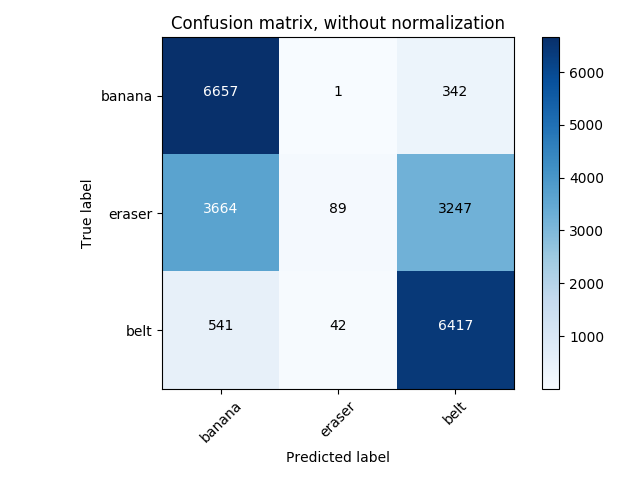 Confusion matrix, without normalization
banana
6657
1
342
eraser
3664
89
3247
belt
541
42
6417
banana
eraser
belt
True label
Predicted label
6000
5000
4000
3000
2000
1000